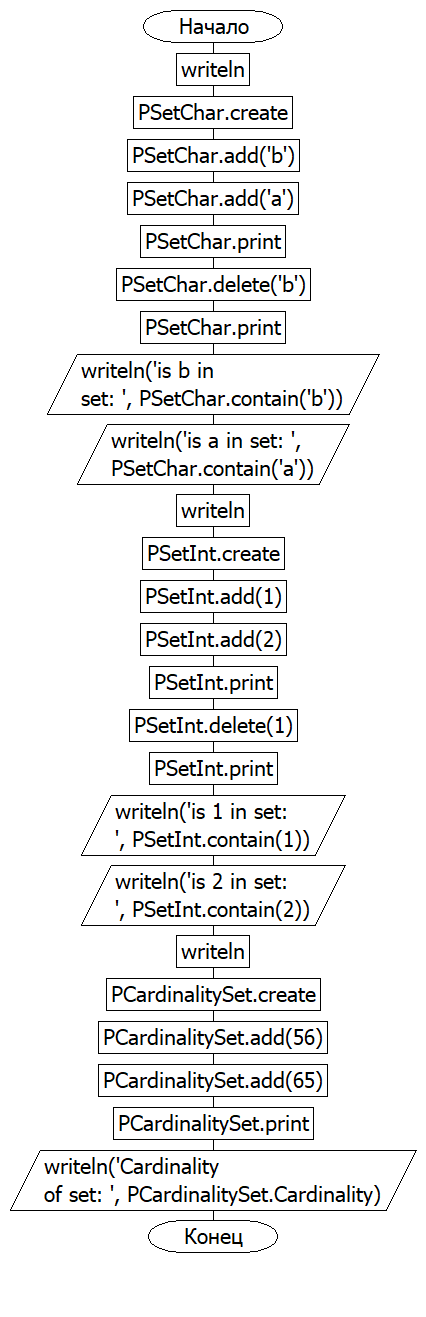 Начало
writeln
PSetChar.create
PSetChar.add('b')
PSetChar.add('a')
PSetChar.print
PSetChar.delete('b')
PSetChar.print
writeln('is b in
set: ', PSetChar.contain('b'))
writeln('is a in set: ',
PSetChar.contain('a'))
writeln
PSetInt.create
PSetInt.add(1)
PSetInt.add(2)
PSetInt.print
PSetInt.delete(1)
PSetInt.print
writeln('is 1 in set:
', PSetInt.contain(1))
writeln('is 2 in set:
', PSetInt.contain(2))
writeln
PCardinalitySet.create
PCardinalitySet.add(56)
PCardinalitySet.add(65)
PCardinalitySet.print
writeln('Cardinality
of set: ', PCardinalitySet.Cardinality)
Конец